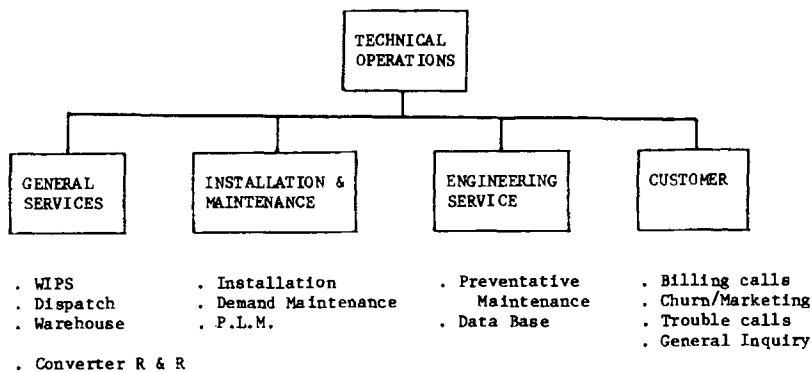 TECHNICAL
OPERATIONS
GENERAL
SERVICES
INSTALLATION &
MAINTENANCE
ENGINEERING
SERVICE
CUSTOMER
. WIPS
. Dispatch
. Warehouse
. Converter R & R
. Installation
. Demand Maintenance
. P.L.M.
. Preventative
Maintenance
. Data Base
. Billing calls
. Churn/Marketing
. Trouble calls
. General Inquiry